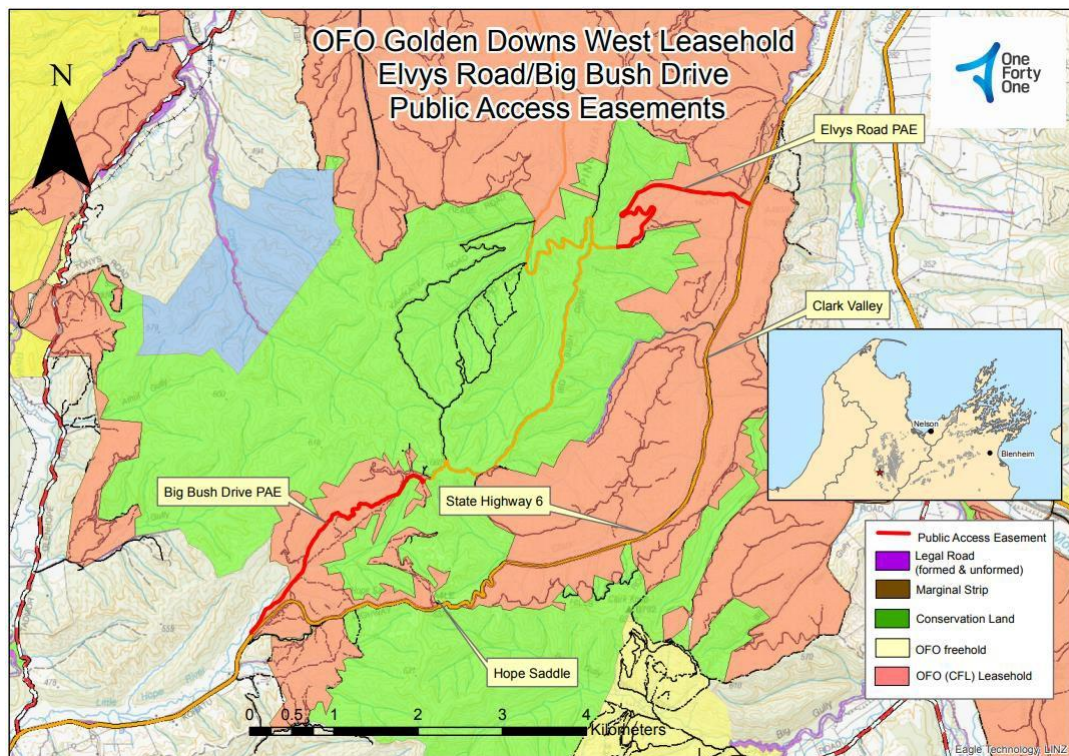 OFO Golden Downs West Leasehold
Elvys Road/Big Bush Drive
Public Access Easements
N
One
Forty
One
Elvys Road PAE
Clark Valley
Nelson
Blenheim
Big Bush Drive PAE
State Highway 6
Hope Saddle
Public Access Easement
Legal Road
(formed & unformed)
Marginal Strip
Conservation Land
OFO freehold
OFO (CFL) Leasehold
0 0.5 1 2 3 4
Kilometers
Eagle Technology, LINZ